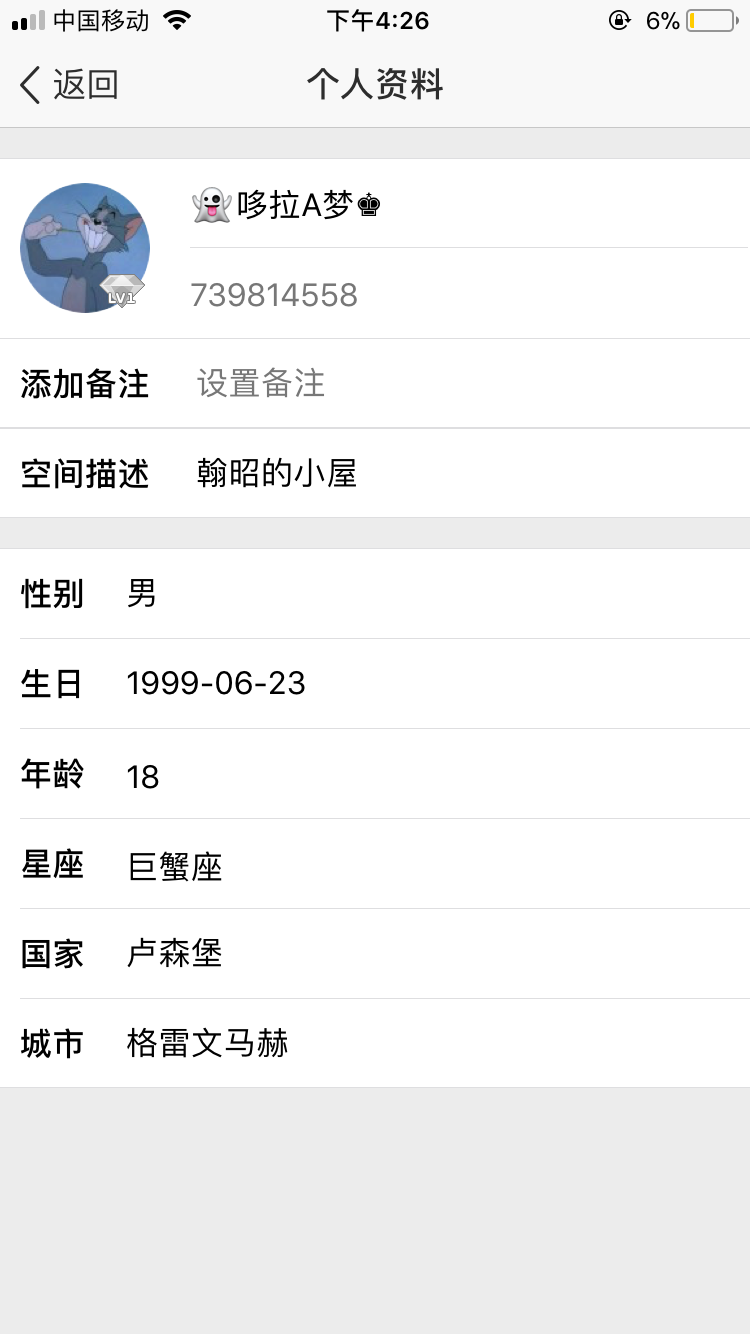 中国移动 下午4:26 6%
返回 个人资料
👻哆拉A梦♚
LV1
739814558
添加备注 设置备注
空间描述 翰昭的小屋
性别 男
生日 1999-06-23
年龄 18
星座 巨蟹座
国家 卢森堡
城市 格雷文马赫